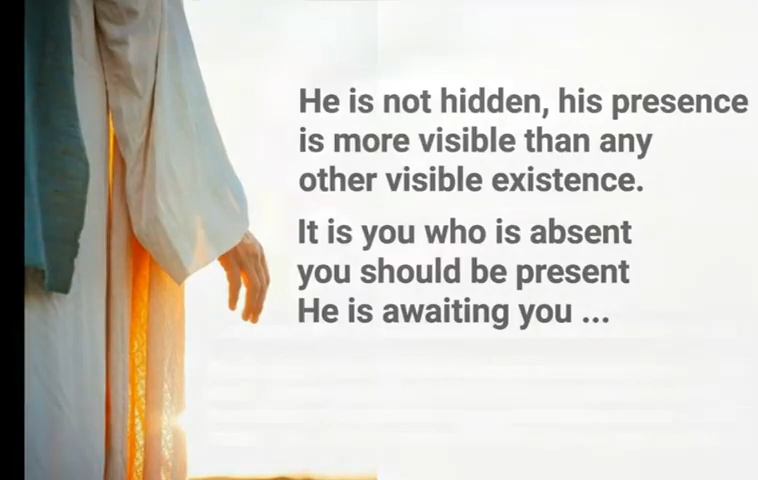 He is not hidden, his presence
is more visible than any
other visible existence.
It is you who is absent
you should be present
He is awaiting you ...